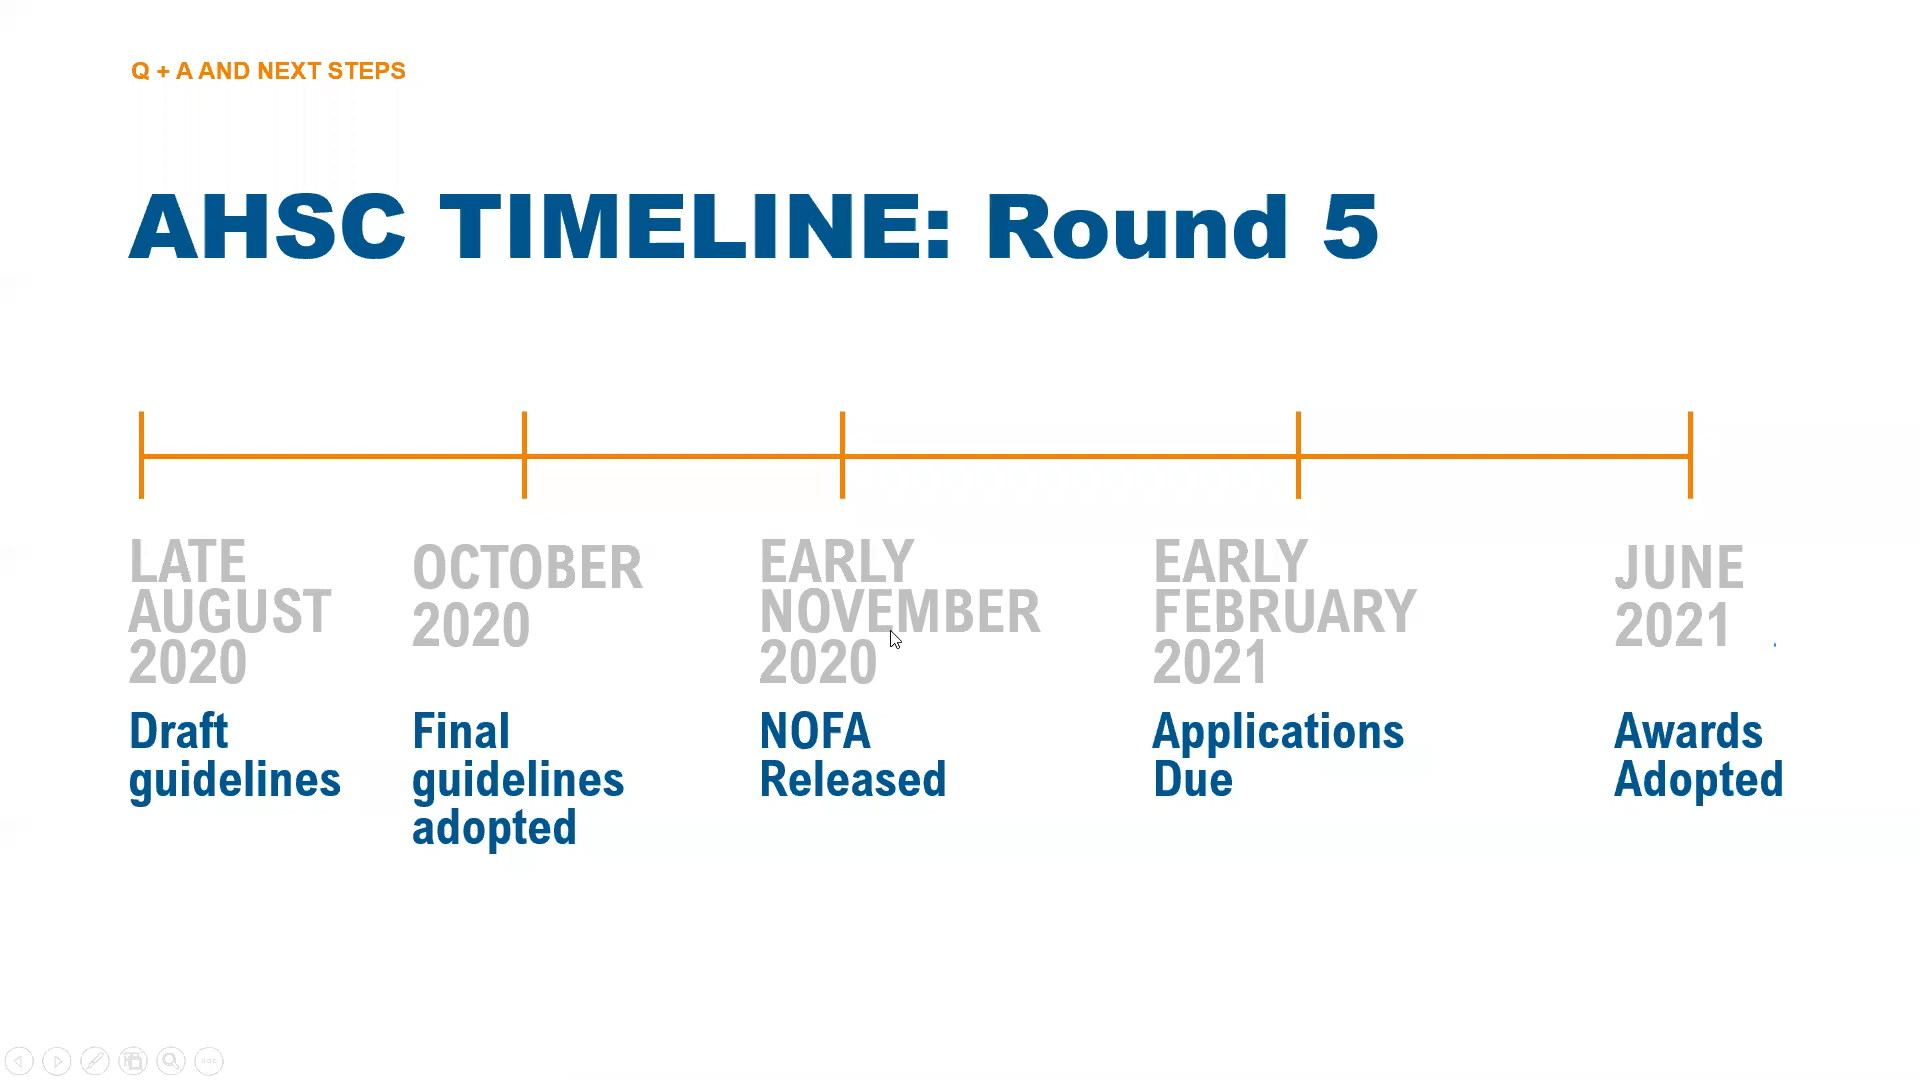 Q + A AND NEXT STEPS
AHSC TIMELINE: Round 5
LATE
AUGUST
2020
Draft
guidelines
OCTOBER
2020
Final
guidelines
adopted
EARLY
NOVEMBER
2020
NOFA
Released
EARLY
FEBRUARY
2021
Applications
Due
JUNE
2021
Awards
Adopted